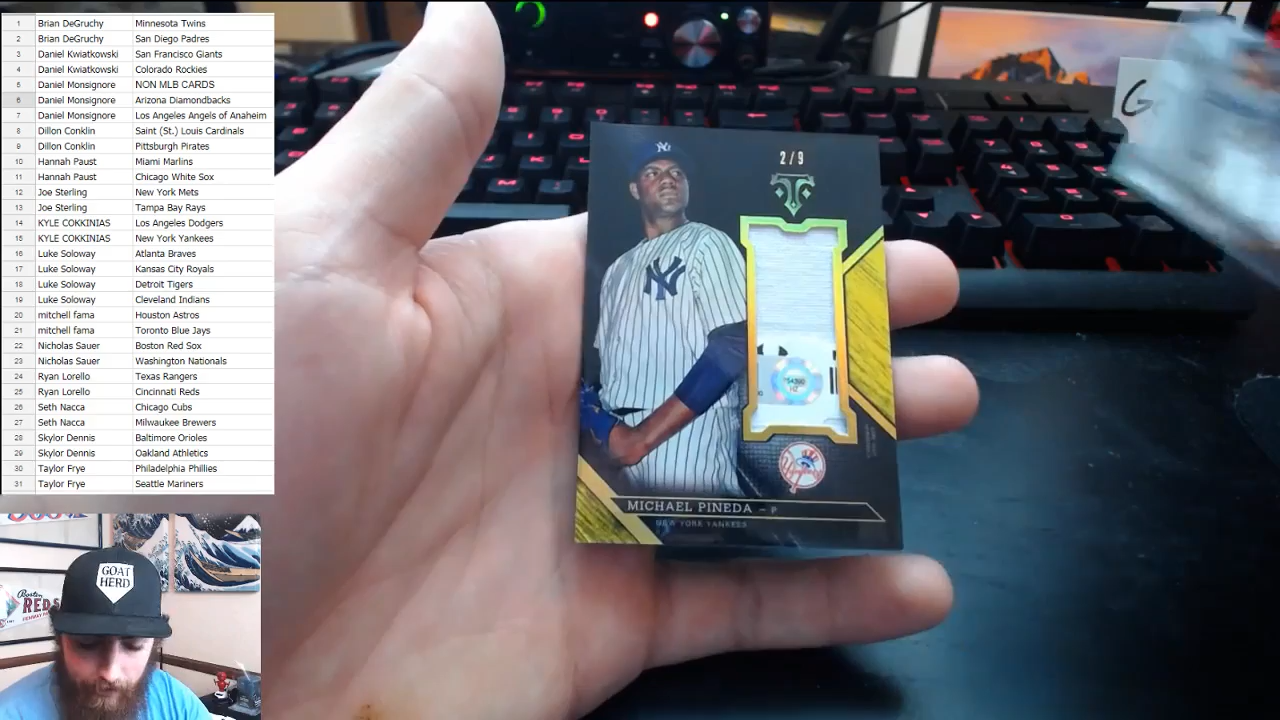 1 Brian DeGruchy Minnesota Twins
2 Brian DeGruchy San Diego Padres
3 Daniel Kwiatkowski San Francisco Giants
4 Daniel Kwiatkowski Colorado Rockies
5 Daniel Monsignore NON MLB CARDS
6 Daniel Monsignore Arizona Diamondbacks
7 Daniel Monsignore Los Angeles Angels of Anaheim
8 Dillon Conklin Saint (St.) Louis Cardinals
9 Dillon Conklin Pittsburgh Pirates
10 Hannah Paust Miami Marlins
11 Hannah Paust Chicago White Sox
12 Joe Sterling New York Mets
13 Joe Sterling Tampa Bay Rays
14 KYLE COKKINIAS Los Angeles Dodgers
15 KYLE COKKINIAS New York Yankees
16 Luke Soloway Atlanta Braves
17 Luke Soloway Kansas City Royals
18 Luke Soloway Detroit Tigers
19 Luke Soloway Cleveland Indians
20 mitchell fama Houston Astros
21 mitchell fama Toronto Blue Jays
22 Nicholas Sauer Boston Red Sox
23 Nicholas Sauer Washington Nationals
24 Ryan Lorello Texas Rangers
25 Ryan Lorello Cincinnati Reds
26 Seth Nacca Chicago Cubs
27 Seth Nacca Milwaukee Brewers
28 Skylor Dennis Baltimore Orioles
29 Skylor Dennis Oakland Athletics
30 Taylor Frye Philadelphia Phillies
31 Taylor Frye Seattle Mariners
2/9
NY
NY
MICHAEL PINEDA - P
NEW YORK YANKEES
GOAT
HERD
Boston
RED